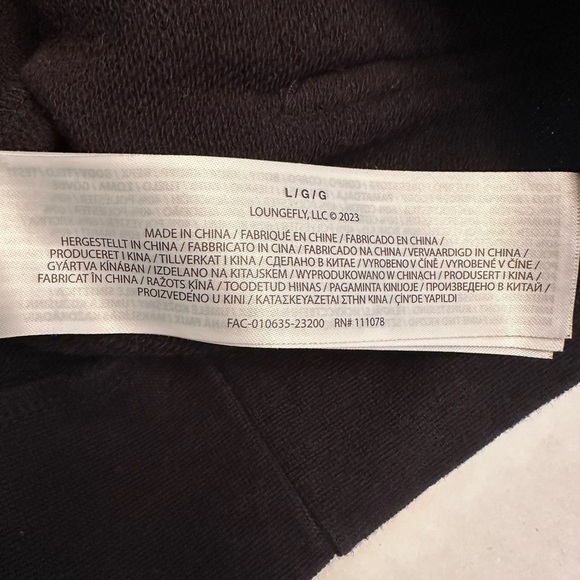 L / G / G
LOUNGEFLY, LLC © 2023
MADE IN CHINA / FABRIQUÉ EN CHINE / FABRICADO EN CHINA /
HERGESTELLT IN CHINA / FABBRICATO IN CINA / FABRICADO NA CHINA / VERVAARDIGD IN CHINA /
PRODUCERET I KINA / TILLVERKAT I KINA / СДЕЛАНО В КИТАЕ / VYROBENO V ČÍNĚ / VYROBENÉ V ČÍNE /
GYÁRTVA KÍNÁBAN / IZDELANO NA KITAJSKEM / WYPRODUKOWANO W CHINACH / PRODUSERT I KINA /
FABRICAT ÎN CHINA / RAŽOTS ĶĪNĀ / TOODETUD HIINAS / PAGAMINTA KINIJOJE / ПРОИЗВЕДЕНО В КИТАЙ /
PROIZVEDENO U KINI / ΚΑΤΑΣΚΕΥΑΖΕΤΑΙ ΣΤΗΝ ΚΙΝΑ / ÇİN'DE YAPILDI
FAC-010635-23200 RN# 111078